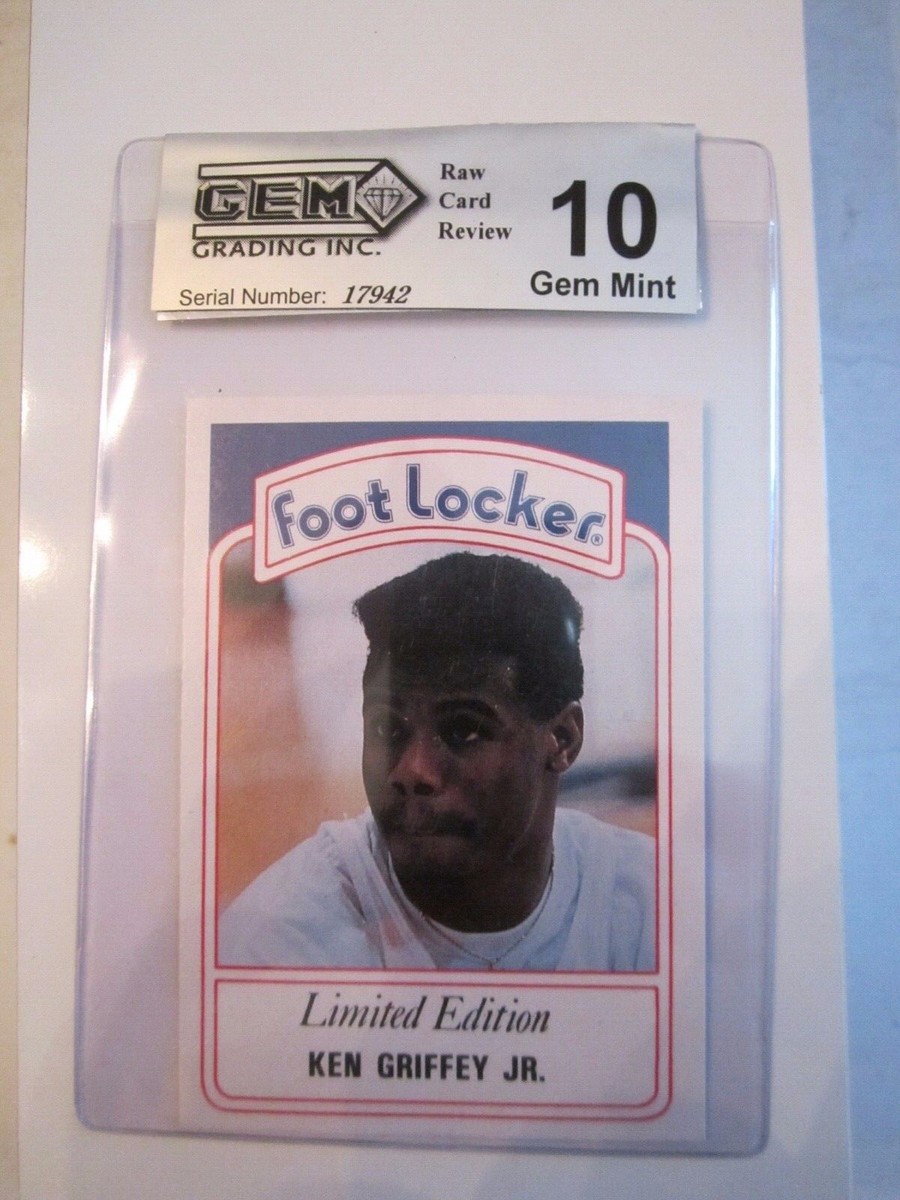 GEM
GRADING INC.
Raw
Card
Review
10
Gem Mint
Serial Number: 17942
Foot Locker®
Limited Edition
KEN GRIFFEY JR.